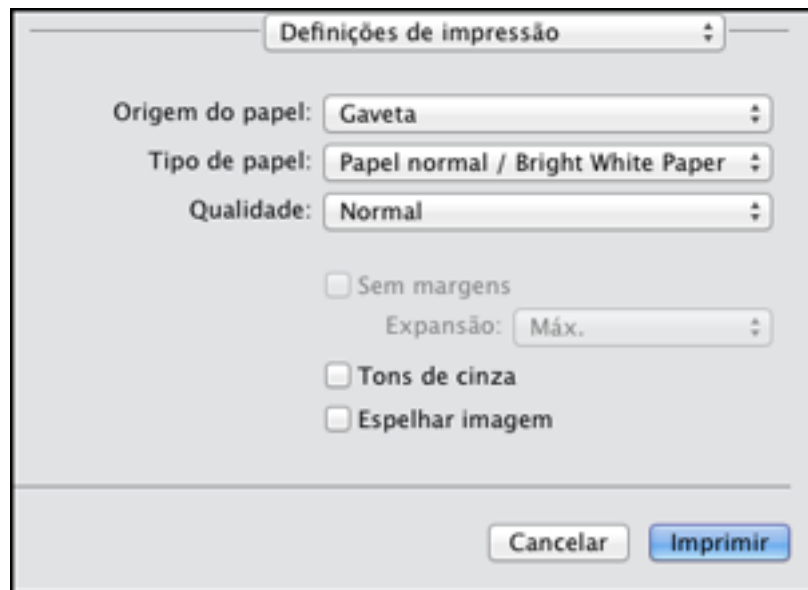 Definições de impressão
Origem do papel: Gaveta
Tipo de papel: Papel normal / Bright White Paper
Qualidade: Normal
Sem margens
Expansão: Máx.
Tons de cinza
Espelhar imagem
Cancelar Imprimir